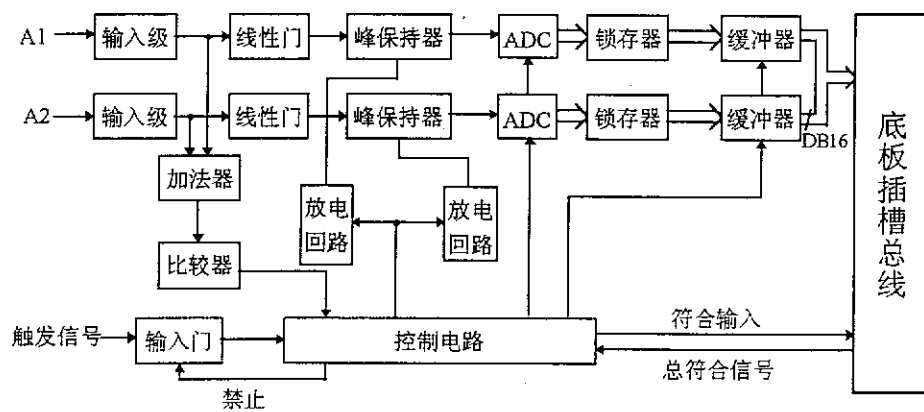 A1
输入级
线性门
峰保持器
ADC
锁存器
缓冲器
A2
输入级
线性门
峰保持器
ADC
锁存器
缓冲器
DB16
加法器
放电
回路
放电
回路
比较器
触发信号
输入门
控制电路
符合输入
总符合信号
禁止
底板插槽总线